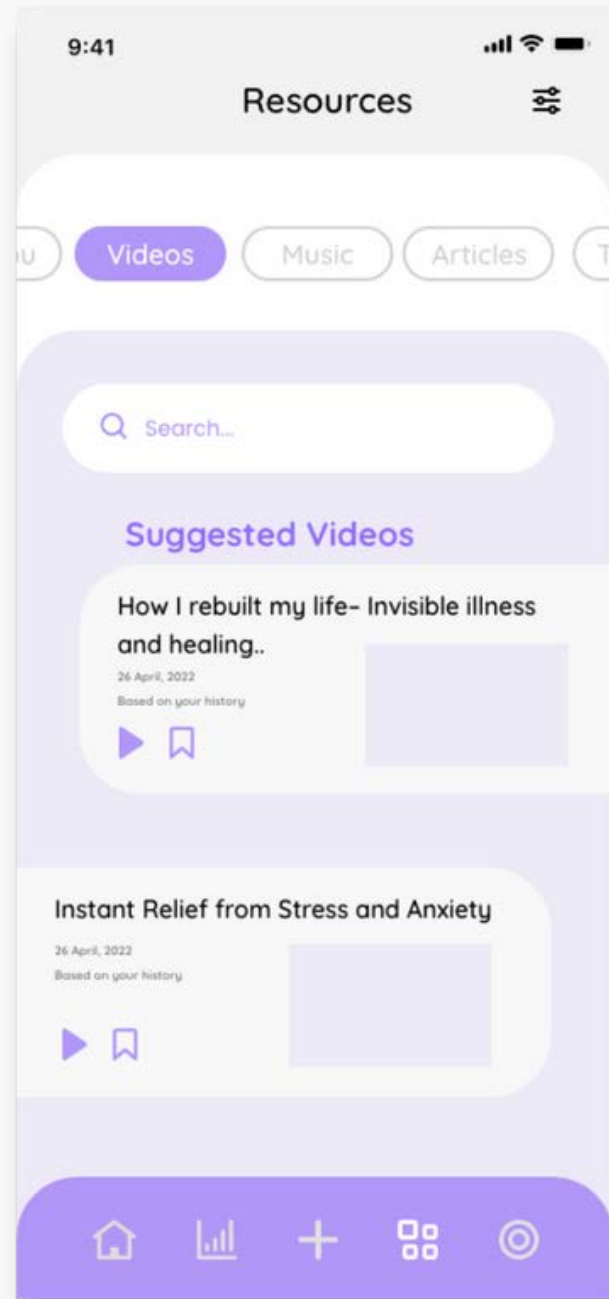 9:41
Resources
ou
Videos
Music
Articles
T
Search...
Suggested Videos
How I rebuilt my life- Invisible illness
and healing..
26 April, 2022
Based on your history
Instant Relief from Stress and Anxiety
26 April, 2022
Based on your history